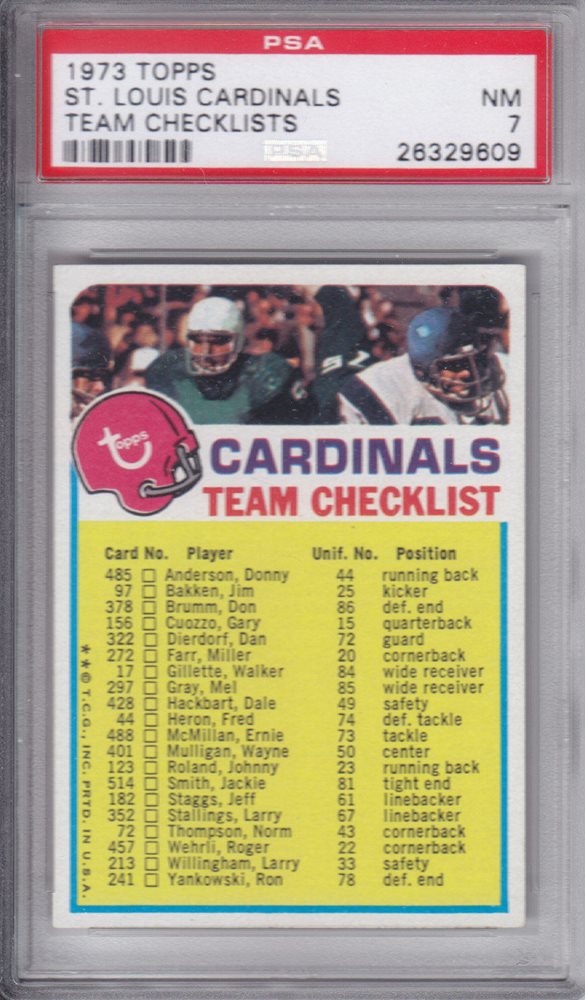 PSA
1973 TOPPS
ST. LOUIS CARDINALS NM
TEAM CHECKLISTS 7
PSA 26329609
76
topps
CARDINALS
TEAM CHECKLIST
Card No. Player Unif. No. Position
485 Anderson, Donny 44 running back
97 Bakken, Jim 25 kicker
378 Brumm, Don 86 def. end
156 Cuozzo, Gary 15 quarterback
322 Dierdorf, Dan 72 guard
272 Farr, Miller 20 cornerback
17 Gillette, Walker 84 wide receiver
297 Gray, Mel 85 wide receiver
428 Hackbart, Dale 49 safety
44 Heron, Fred 74 def. tackle
488 McMillan, Ernie 73 tackle
401 Mulligan, Wayne 50 center
123 Roland, Johnny 23 running back
514 Smith, Jackie 81 tight end
182 Staggs, Jeff 61 linebacker
352 Stallings, Larry 67 linebacker
72 Thompson, Norm 43 cornerback
457 Wehrli, Roger 22 cornerback
213 Willingham, Larry 33 safety
241 Yankowski, Ron 78 def. end
**© T.C.G., INC. PRTD. IN U.S.A.